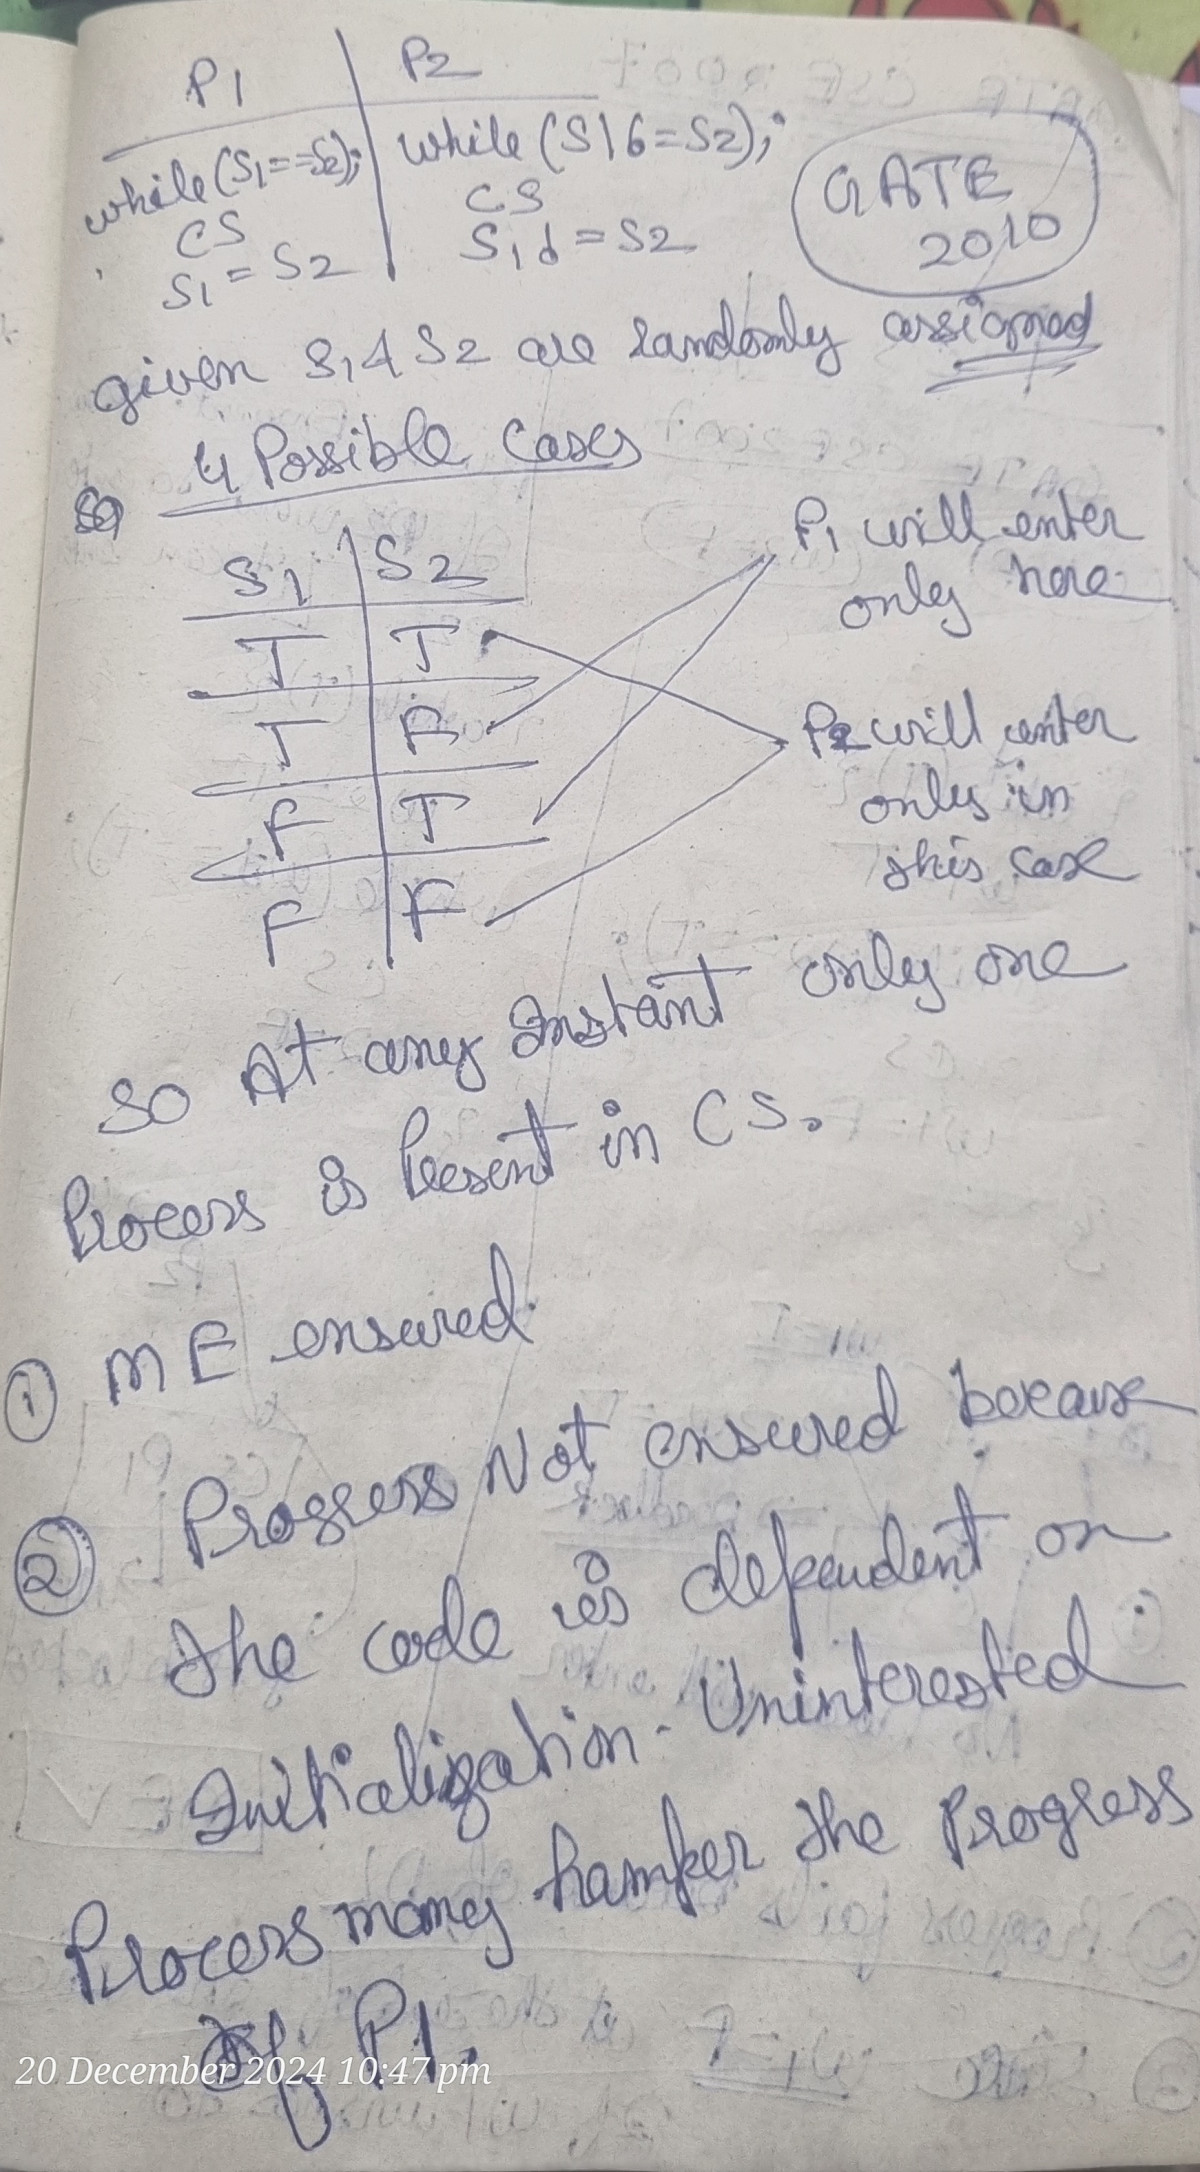 P1 P2
while(S1==S2); while (S1 6=S2);
CS CS
S1 = S2 S1 6 = S2
GATE
2010
given S1 & S2 are randomly assigned
4 Possible Cases
S1 S2
T T
T F
F T
F F
P1 will enter
only here
P2 will enter
only in
this case
So At any Instant only one
Process is Present in CS.
① ME ensured.
② Progress Not ensured because
the code is dependent on
Initialization. Uninterested
Process many hamper the Progress
of P1.
20 December 2024 10:47 pm